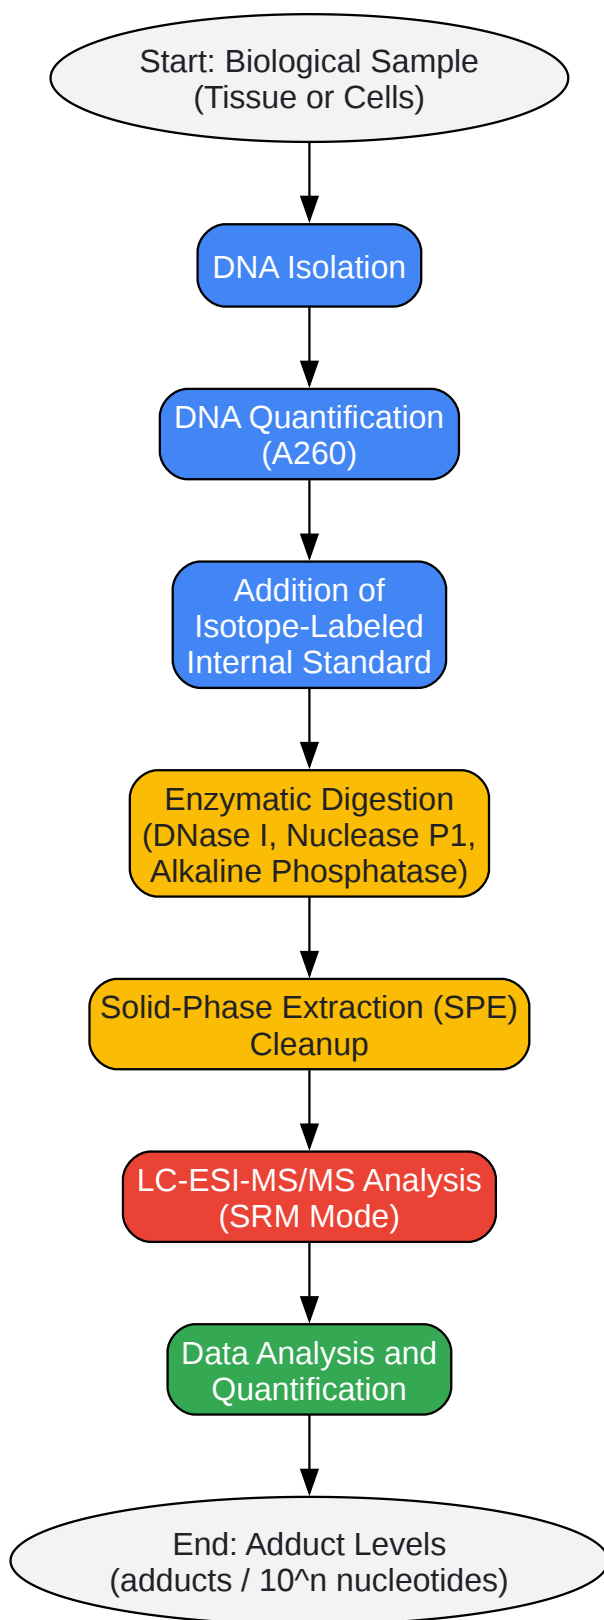 Start: Biological Sample
(Tissue or Cells)
DNA Isolation
DNA Quantification
(A260)
Addition of
Isotope-Labeled
Internal Standard
Enzymatic Digestion
(DNase I, Nuclease P1,
Alkaline Phosphatase)
Solid-Phase Extraction (SPE)
Cleanup
LC-ESI-MS/MS Analysis
(SRM Mode)
Data Analysis and
Quantification
End: Adduct Levels
(adducts / 10^n nucleotides)